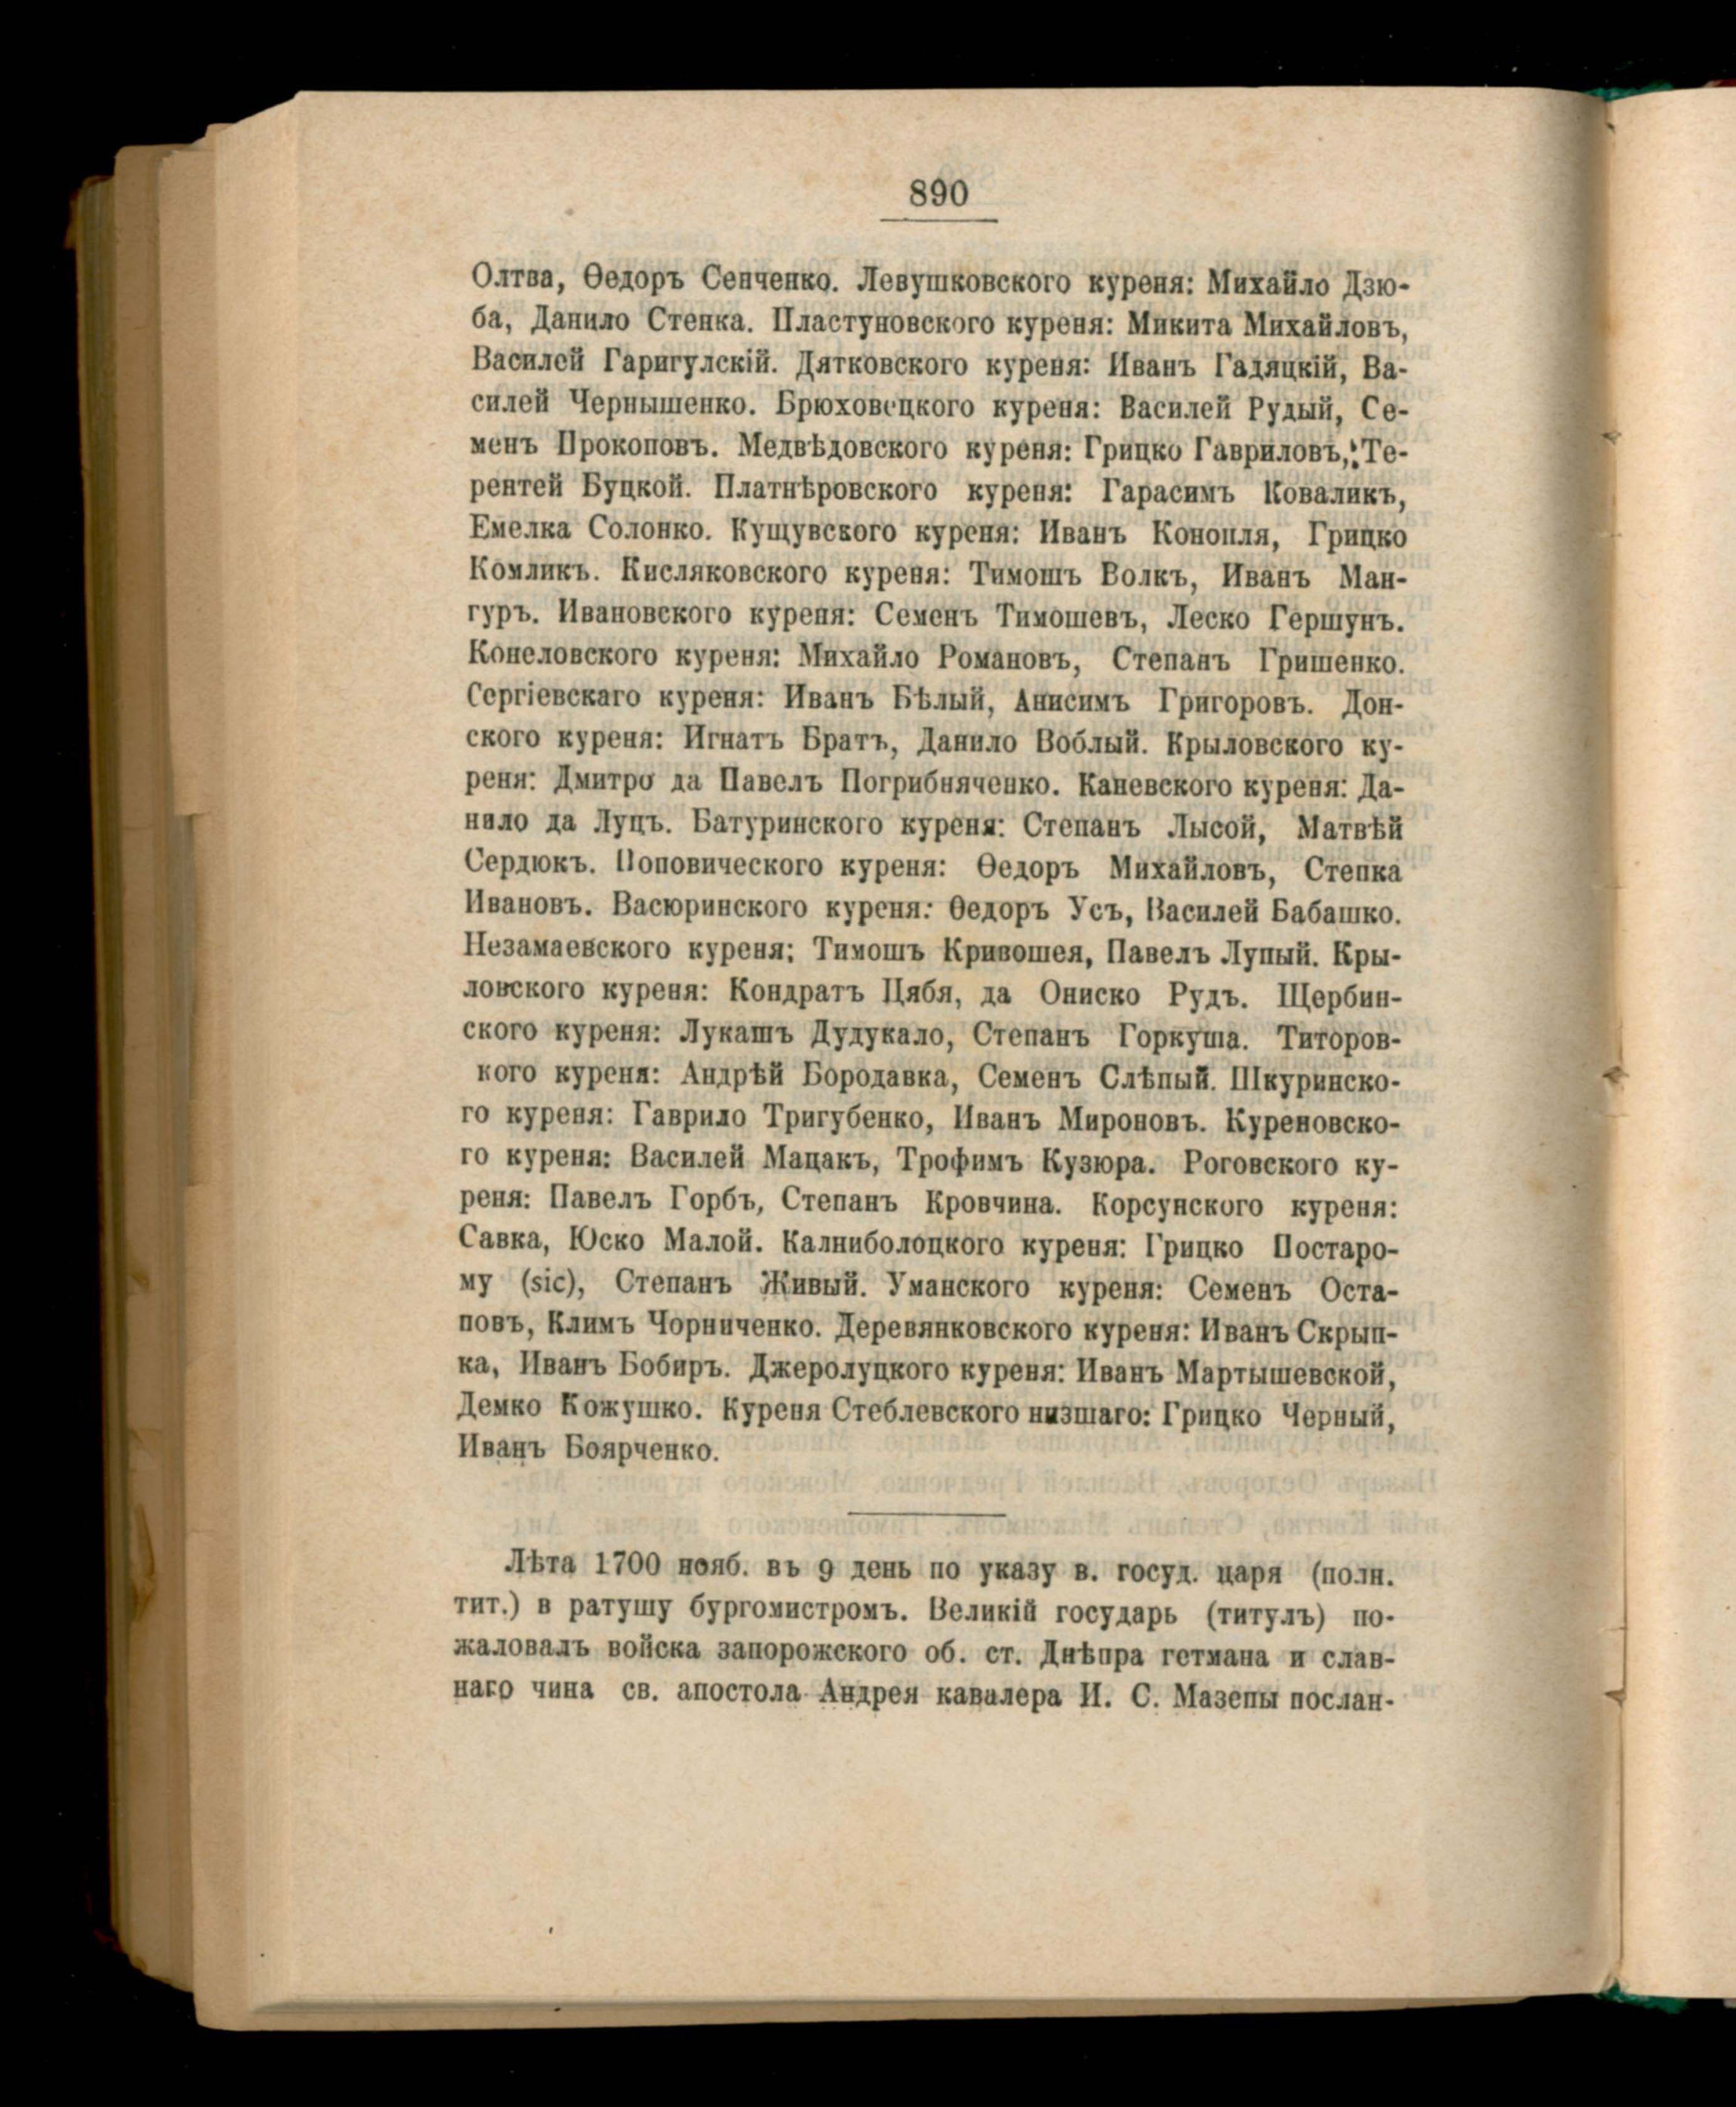 890
Олтва, Ѳедоръ Сенченко. Левушковского куреня: Михайло Дзю-
ба, Данило Стенка. Пластуновского куреня: Микита Михайловъ,
Василей Гаригулскій. Дятковского куреня: Иванъ Гадяцкій, Ва-
силей Чернышенко. Брюховецкого куреня: Василей Рудый, Се-
менъ Прокоповъ. Медвѣдовского куреня: Грицко Гавриловъ, Те-
рентей Буцкой. Платнѣровского куреня: Гарасимъ Коваликъ,
Емелка Солонко. Кущувского куреня: Иванъ Конопля, Грицко
Комликъ. Кисляковского куреня: Тимошъ Волкъ, Иванъ Ман-
гуръ. Ивановского куреня: Семенъ Тимошевъ, Леско Гершунъ.
Конеловского куреня: Михайло Романовъ, Степанъ Гришенко.
Сергіевскаго куреня: Иванъ Бѣлый, Анисимъ Григоровъ. Дон-
ского куреня: Игнатъ Братъ, Данило Воблый. Крыловского ку-
реня: Дмитро да Павелъ Погрибняченко. Каневского куреня: Да-
нило да Луцъ. Батуринского куреня: Степанъ Лысой, Матвѣй
Сердюкъ. Поповического куреня: Ѳедоръ Михайловъ, Степка
Ивановъ. Васюринского куреня: Ѳедоръ Усъ, Василей Бабашко.
Незамаевского куреня: Тимошъ Кривошея, Павелъ Лупый. Кры-
ловского куреня: Кондратъ Цябя, да Ониско Рудъ. Щербин-
ского куреня: Лукашъ Дудукало, Степанъ Горкуша. Титоров-
кого куреня: Андрѣй Бородавка, Семенъ Слѣпый. Шкуринско-
го куреня: Гаврило Тригубенко, Иванъ Мироновъ. Куреновско-
го куреня: Василей Мацакъ, Трофимъ Кузюра. Роговского ку-
реня: Павелъ Горбъ, Степанъ Кровчина. Корсунского куреня:
Савка, Юско Малой. Калниболоцкого куреня: Грицко Постаро-
му (sic), Степанъ Живый. Уманского куреня: Семенъ Оста-
повъ, Климъ Чорниченко. Деревянковского куреня: Иванъ Скрып-
ка, Иванъ Бобиръ. Джеролуцкого куреня: Иванъ Мартышевской,
Демко Кожушко. Куреня Стеблевского низшаго: Грицко Черный,
Иванъ Боярченко.
Лѣта 1700 нояб. въ 9 день по указу в. госуд. царя (полн.
тит.) в ратушу бургомистромъ. Великій государь (титулъ) по-
жаловалъ войска запорожского об. ст. Днѣпра гетмана и слав-
наго чина св. апостола Андрея кавалера И. С. Мазепы послан-